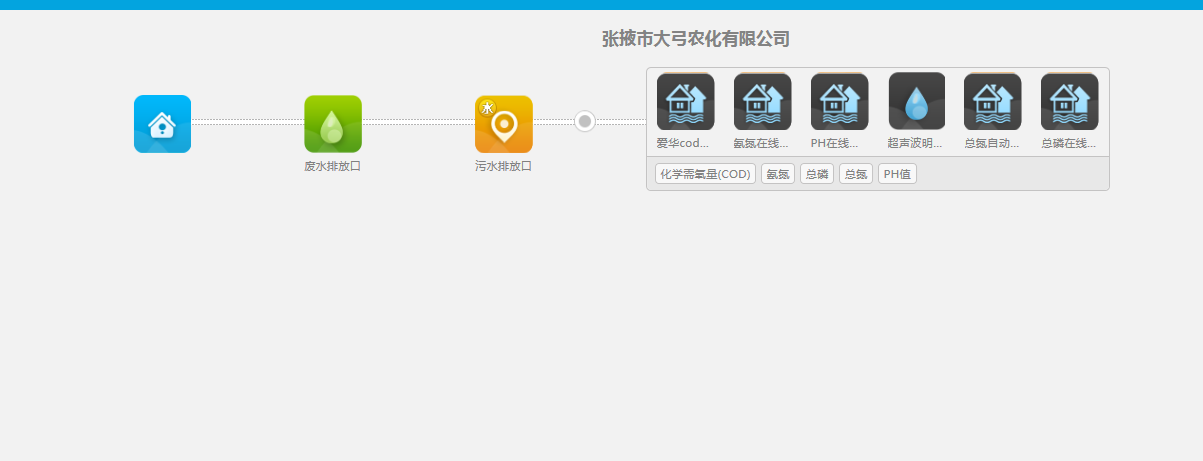 张掖市大弓农化有限公司
水
废水排放口
污水排放口
爱华cod... 氨氮在线... PH在线... 超声波明... 总氮自动... 总磷在线...
化学需氧量(COD) 氨氮 总磷 总氮 PH值